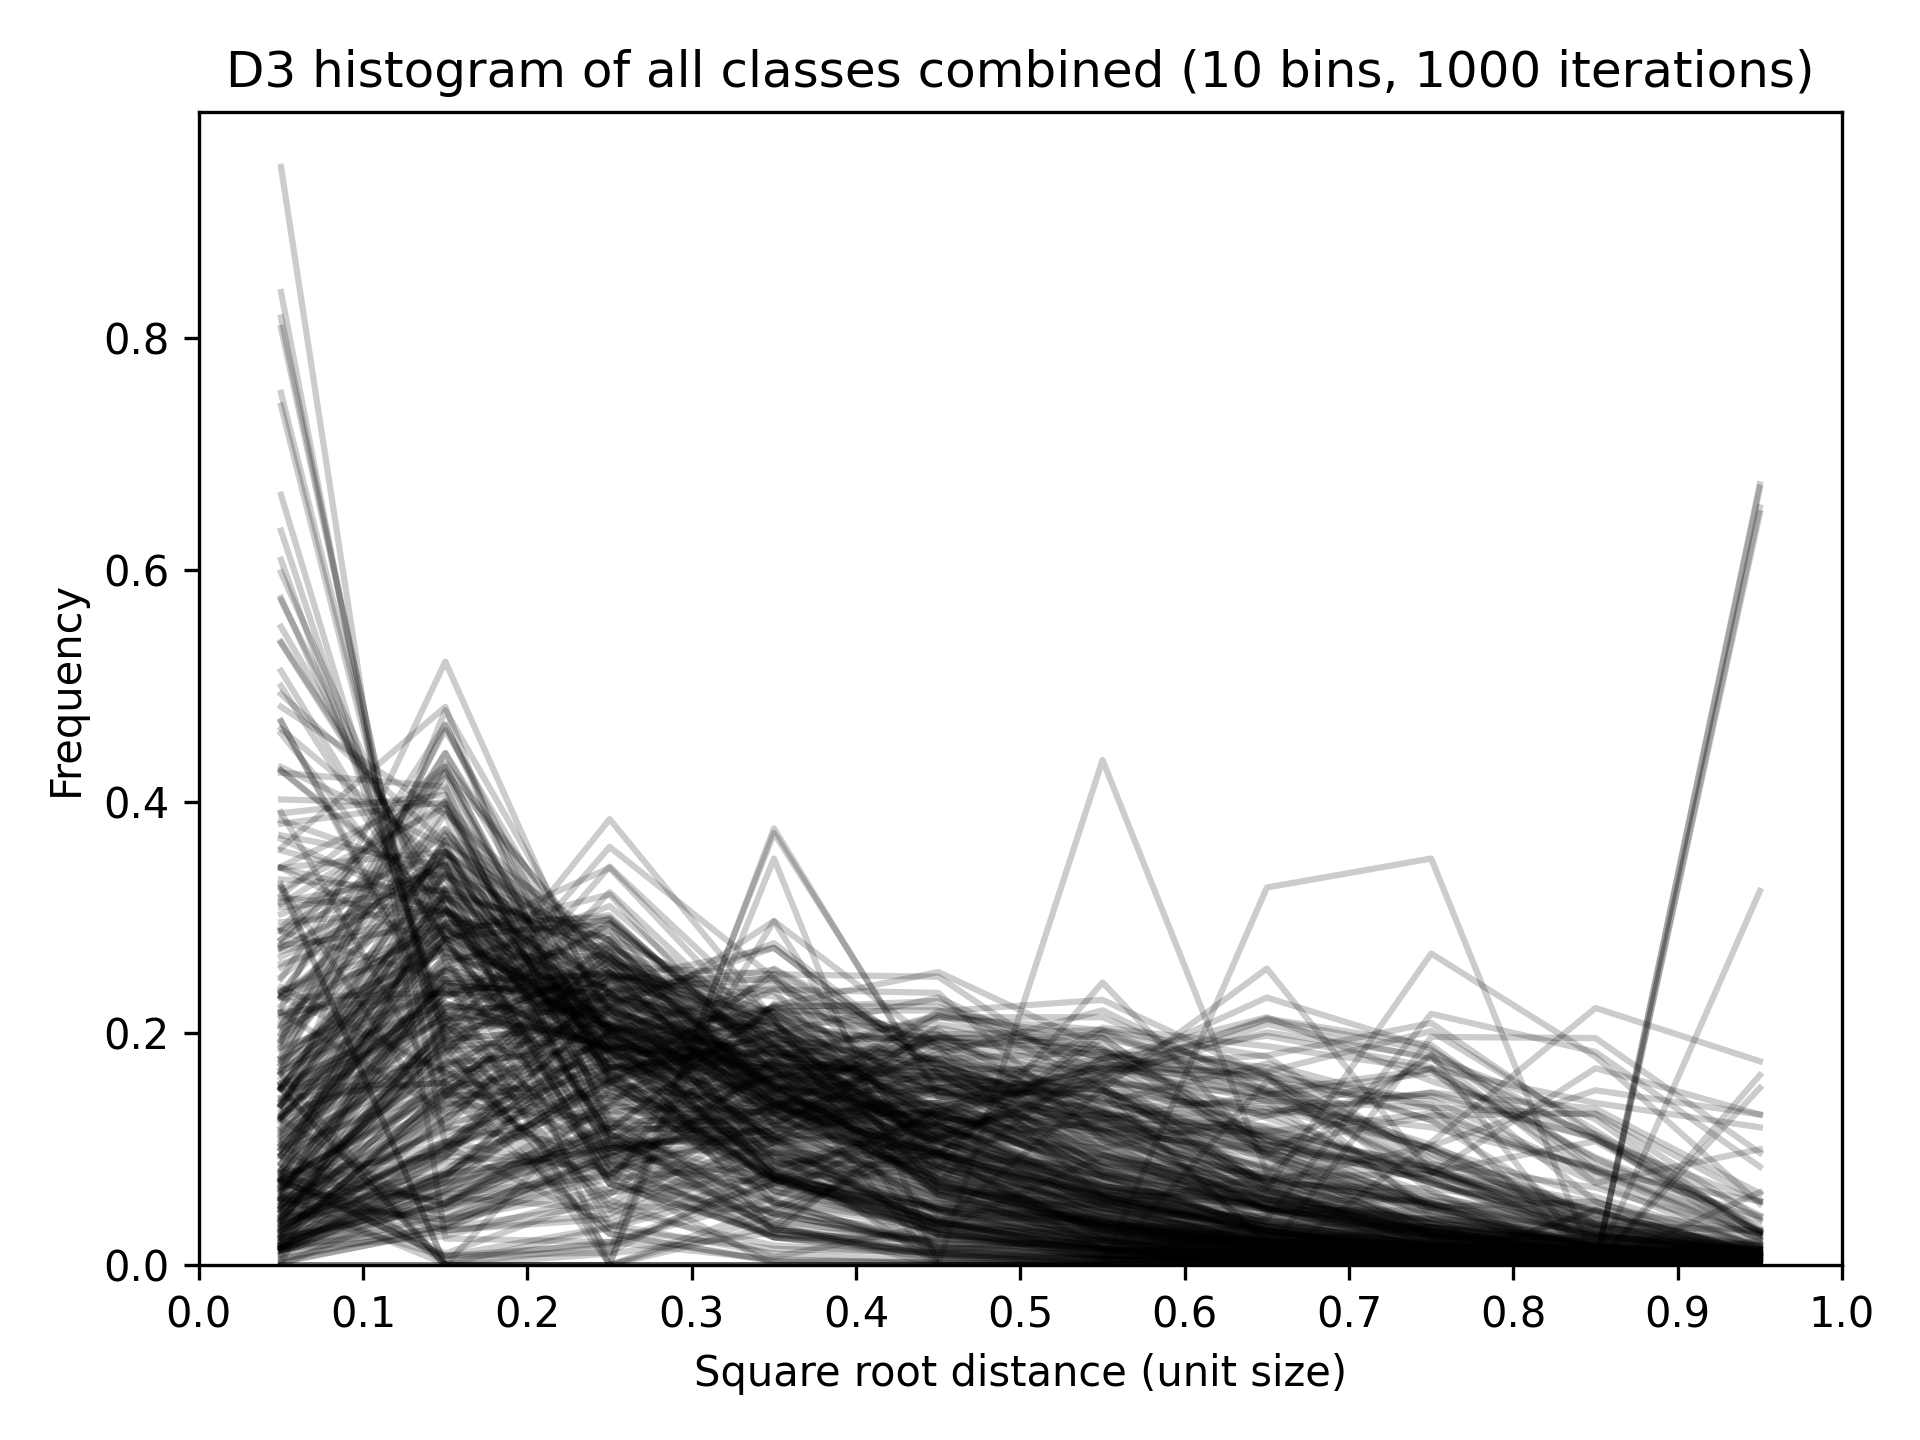 D3 histogram of all classes combined (10 bins, 1000 iterations)
Frequency
0.8
0.6
0.4
0.2
0.0
0.0 0.1 0.2 0.3 0.4 0.5 0.6 0.7 0.8 0.9 1.0
Square root distance (unit size)